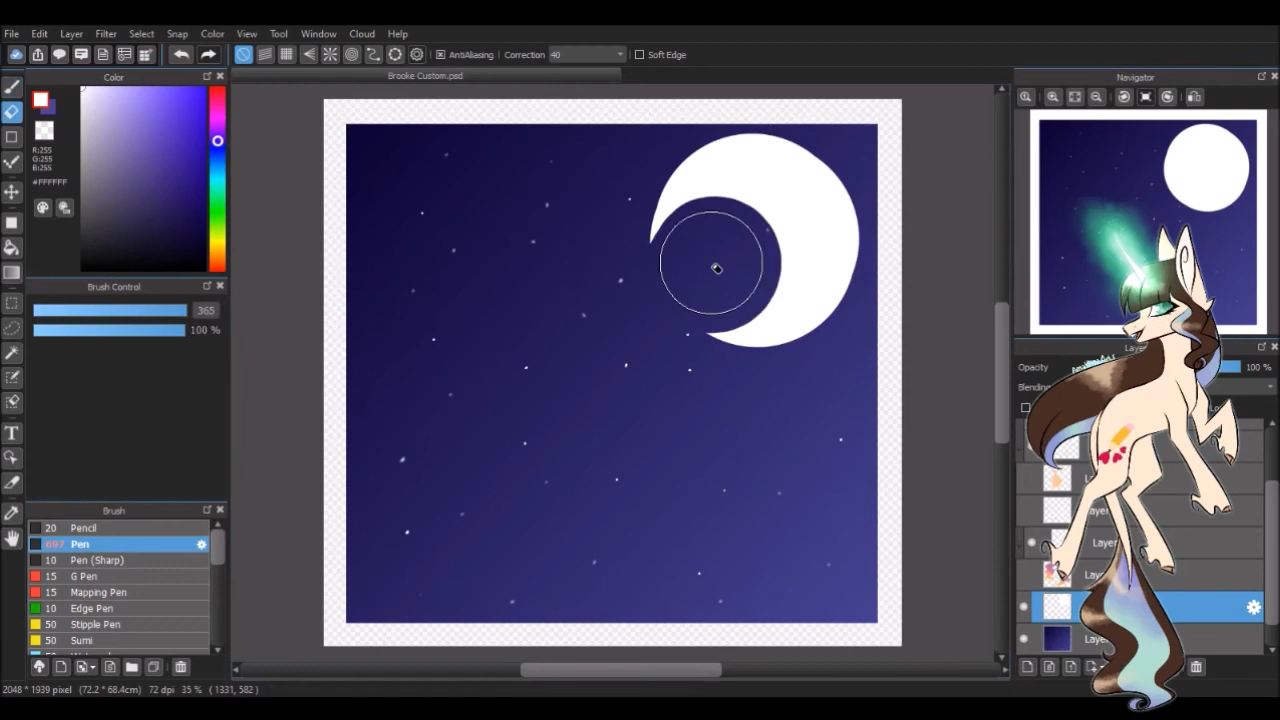 File Edit Layer Filter Select Snap Color View Tool Window Cloud Help
AntiAliasing Correction 40 Soft Edge
Color
Brooke Custom.psd
Navigator
R:255
G:255
B:255
#FFFFFF
Brush Control
365
100 %
Opacity 100 %
Blending
Brush
20 Pencil
697 Pen
10 Pen (Sharp)
15 G Pen
15 Mapping Pen
10 Edge Pen
50 Stipple Pen
50 Sumi
Layer
2048 * 1939 pixel (72.2 * 68.4cm) 72 dpi 35 % ( 1331, 582 )